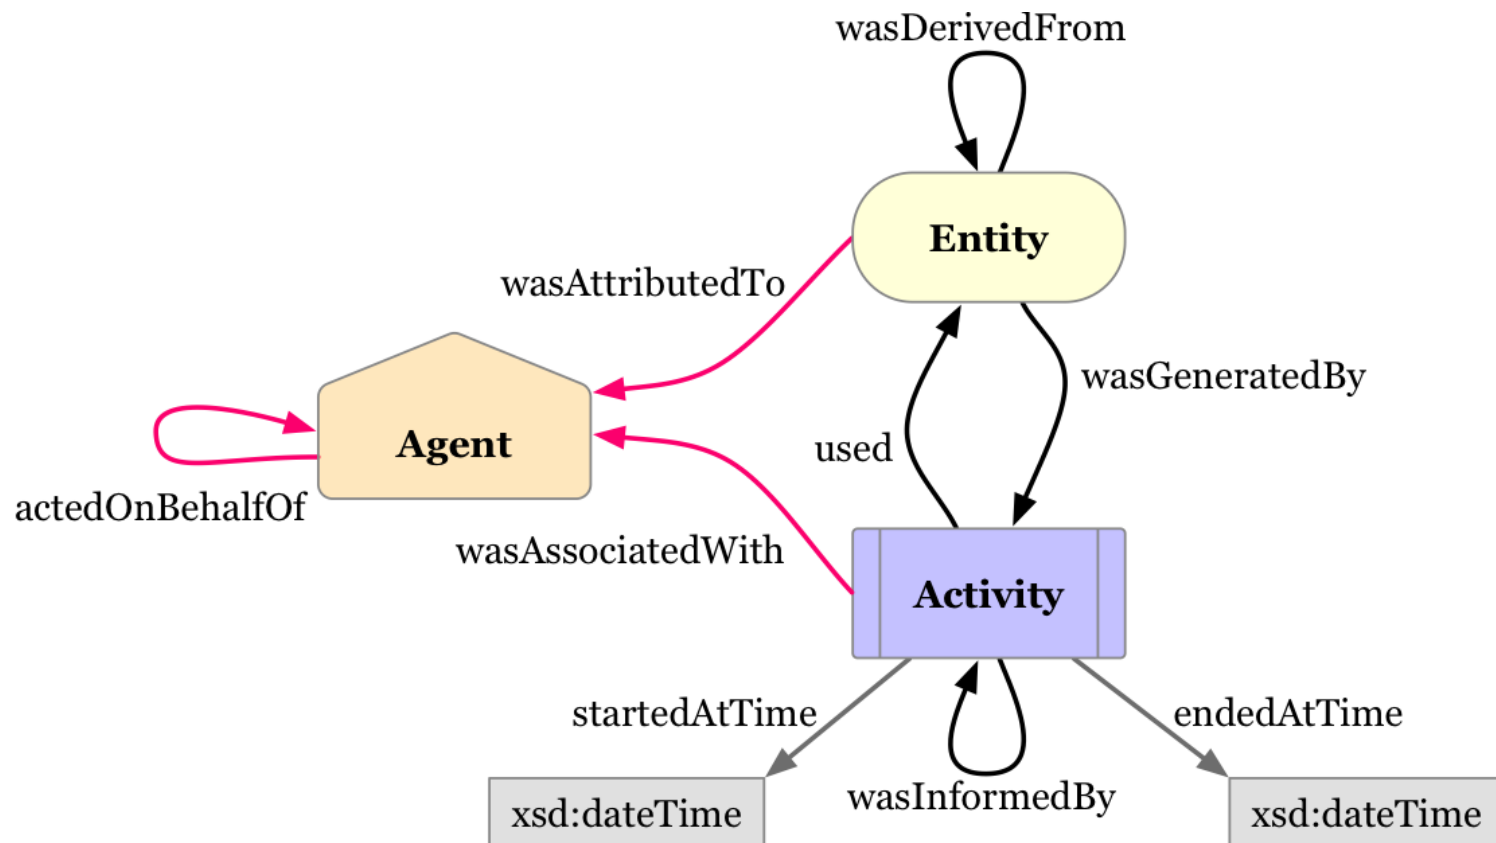 wasDerivedFrom
Entity
wasAttributedTo
wasGeneratedBy
Agent
used
actedOnBehalfOf
wasAssociatedWith
Activity
startedAtTime
endedAtTime
wasInformedBy
xsd:dateTime
xsd:dateTime